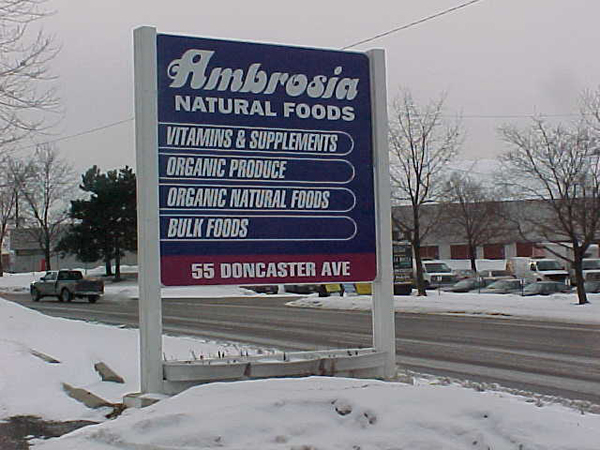 Ambrosia
NATURAL FOODS
VITAMINS & SUPPLEMENTS
ORGANIC PRODUCE
ORGANIC NATURAL FOODS
BULK FOODS
55 DONCASTER AVE